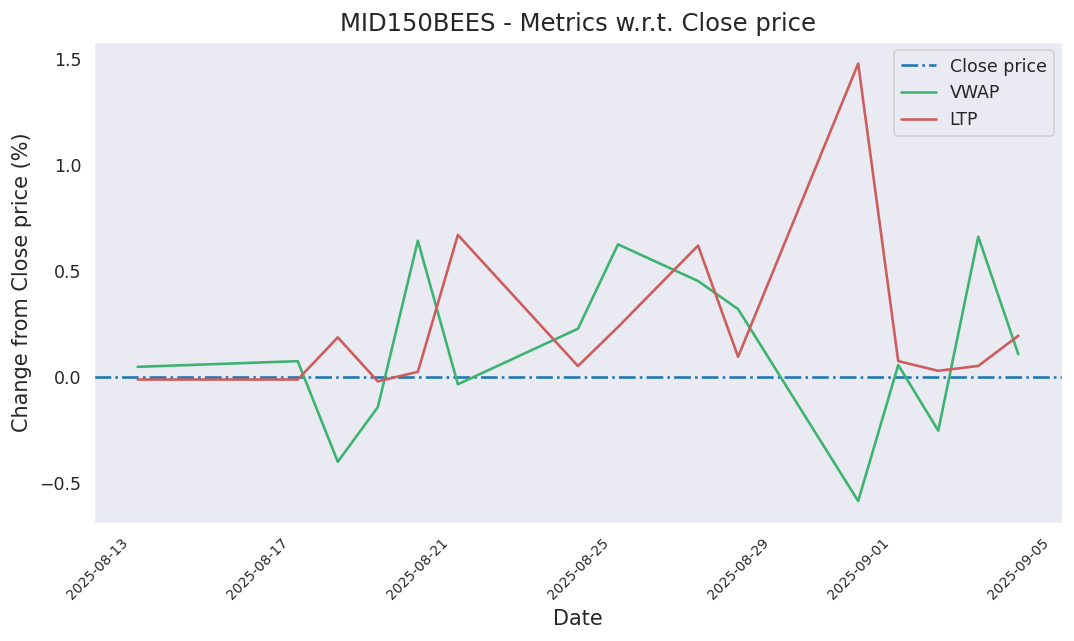 MID150BEES - Metrics w.r.t. Close price
Close price
VWAP
LTP
Change from Close price (%)
1.5
1.0
0.5
0.0
−0.5
2025-08-13
2025-08-17
2025-08-21
2025-08-25
2025-08-29
2025-09-01
2025-09-05
Date